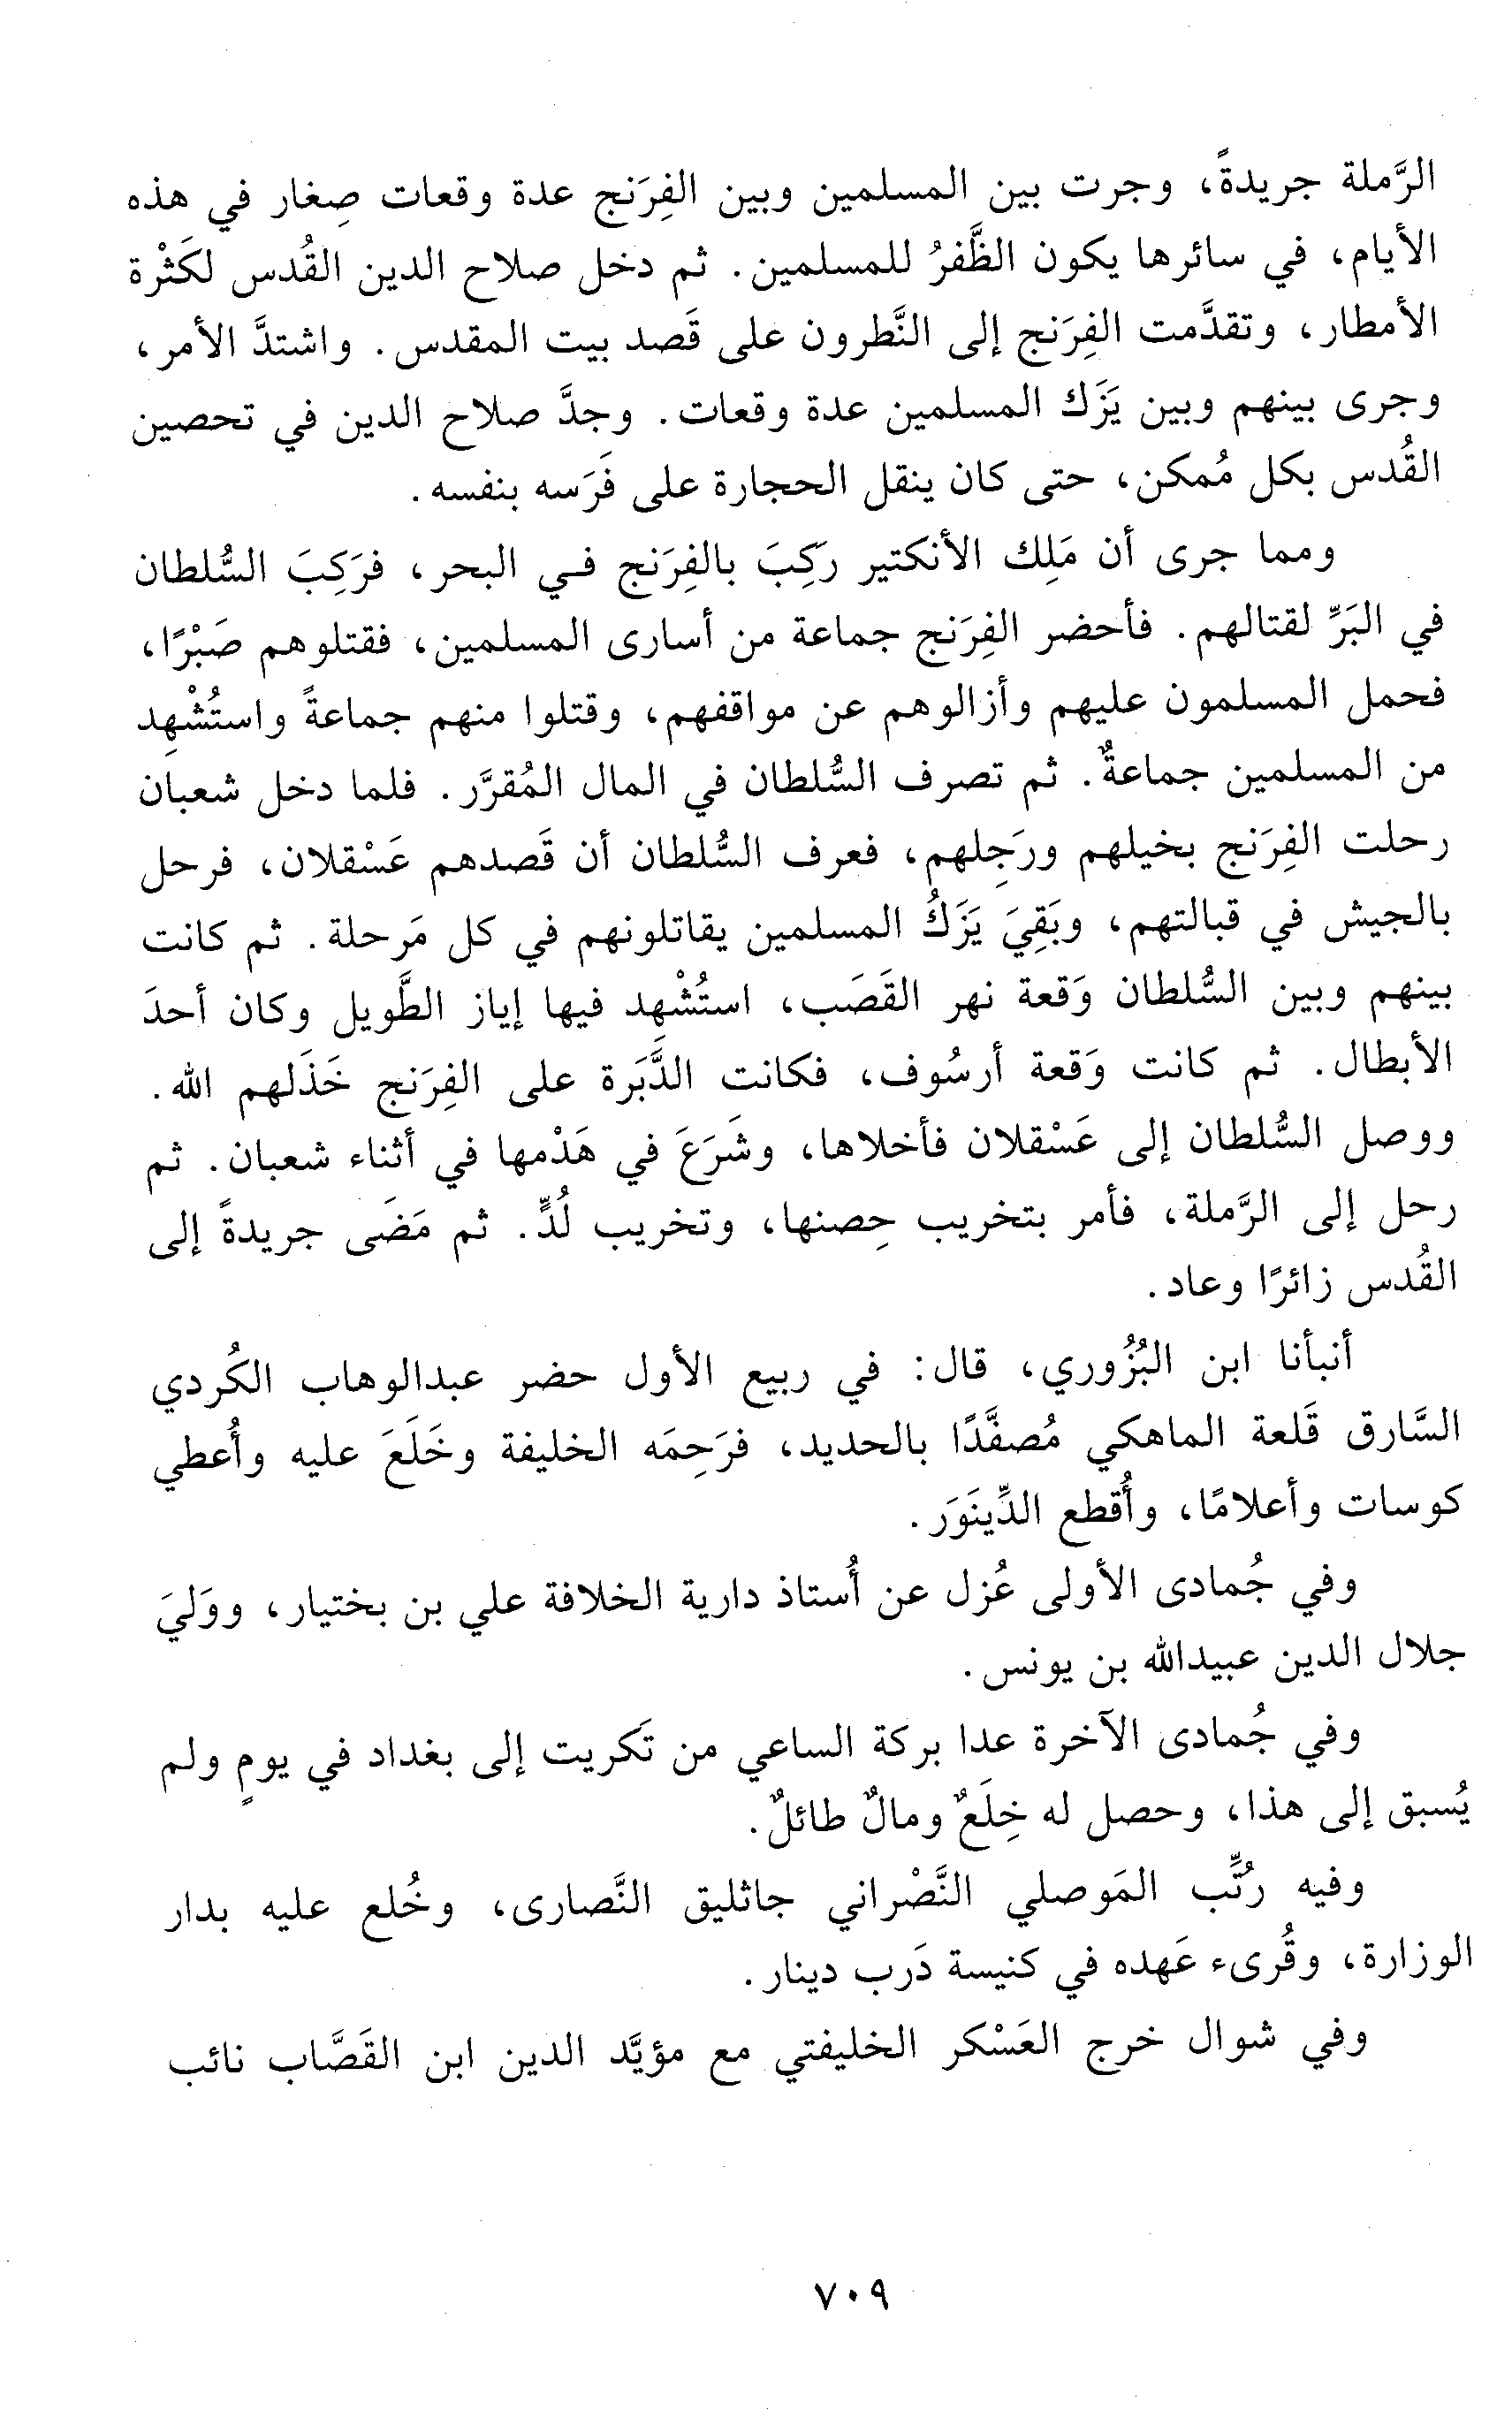 الرَّملة جريدةً، وجرت بين المسلمين وبين الفِرَنج عدة وقعات صِغار في هذه
الأيام، في سائرها يكون الظَّفرُ للمسلمين. ثم دخل صلاح الدين القُدس لكَثْرة
الأمطار، وتقدَّمت الفِرَنج إلى النَّطرون على قَصد بيت المقدس. واشتدَّ الأمر،
وجرى بينهم وبين يَزَك المسلمين عدة وقعات. وجدَّ صلاح الدين في تحصين
القُدس بكل مُمكن، حتى كان ينقل الحجارة على فَرَسه بنفسه.
ومما جرى أن مَلِك الأنكتير رَكِبَ بالفِرَنج في البحر، فرَكِبَ السُّلطان
في البَرِّ لقتالهم. فأحضر الفِرَنج جماعة من أسارى المسلمين، فقتلوهم صَبْرًا،
فحمل المسلمون عليهم وأزالوهم عن مواقفهم، وقتلوا منهم جماعةً واستُشْهِد
من المسلمين جماعةٌ. ثم تصرف السُّلطان في المال المُقرَّر. فلما دخل شعبان
رحلت الفِرَنج بخيلهم ورَجِلهم، فعرف السُّلطان أن قَصدهم عَسْقلان، فرحل
بالجيش في قبالتهم، وبَقِيَ يَزَكُ المسلمين يقاتلونهم في كل مَرحلة. ثم كانت
بينهم وبين السُّلطان وَقعة نهر القَصَب، استُشْهِد فيها إياز الطَّويل وكان أحدَ
الأبطال. ثم كانت وَقعة أرسُوف، فكانت الدَّبَرة على الفِرَنج خَذَلهم الله.
ووصل السُّلطان إلى عَسْقلان فأخلاها، وشَرَعَ في هَدْمها في أثناء شعبان. ثم
رحل إلى الرَّملة، فأمر بتخريب حِصنها، وتخريب لُدٍّ. ثم مَضَى جريدةً إلى
القُدس زائرًا وعاد.
أنبأنا ابن البُزُوري، قال: في ربيع الأول حضر عبدالوهاب الكُردي
السَّارق قَلعة الماهكي مُصفَّدًا بالحديد، فرَحِمَه الخليفة وخَلَعَ عليه وأُعطي
كوسات وأعلامًا، وأُقطع الدِّينَوَر.
وفي جُمادى الأولى عُزل عن أُستاذ دارية الخلافة علي بن بختيار، ووَليَ
جلال الدين عبيدالله بن يونس.
وفي جُمادى الآخرة عدا بركة الساعي من تَكريت إلى بغداد في يومٍ ولم
يُسبق إلى هذا، وحصل له خِلَعٌ ومالٌ طائلٌ.
وفيه رُتِّب المَوصلي النَّصْراني جاثليق النَّصارى، وخُلع عليه بدار
الوزارة، وقُرىء عَهده في كنيسة دَرب دينار.
وفي شوال خرج العَسْكر الخليفتي مع مؤيَّد الدين ابن القَصَّاب نائب
٧٠٩